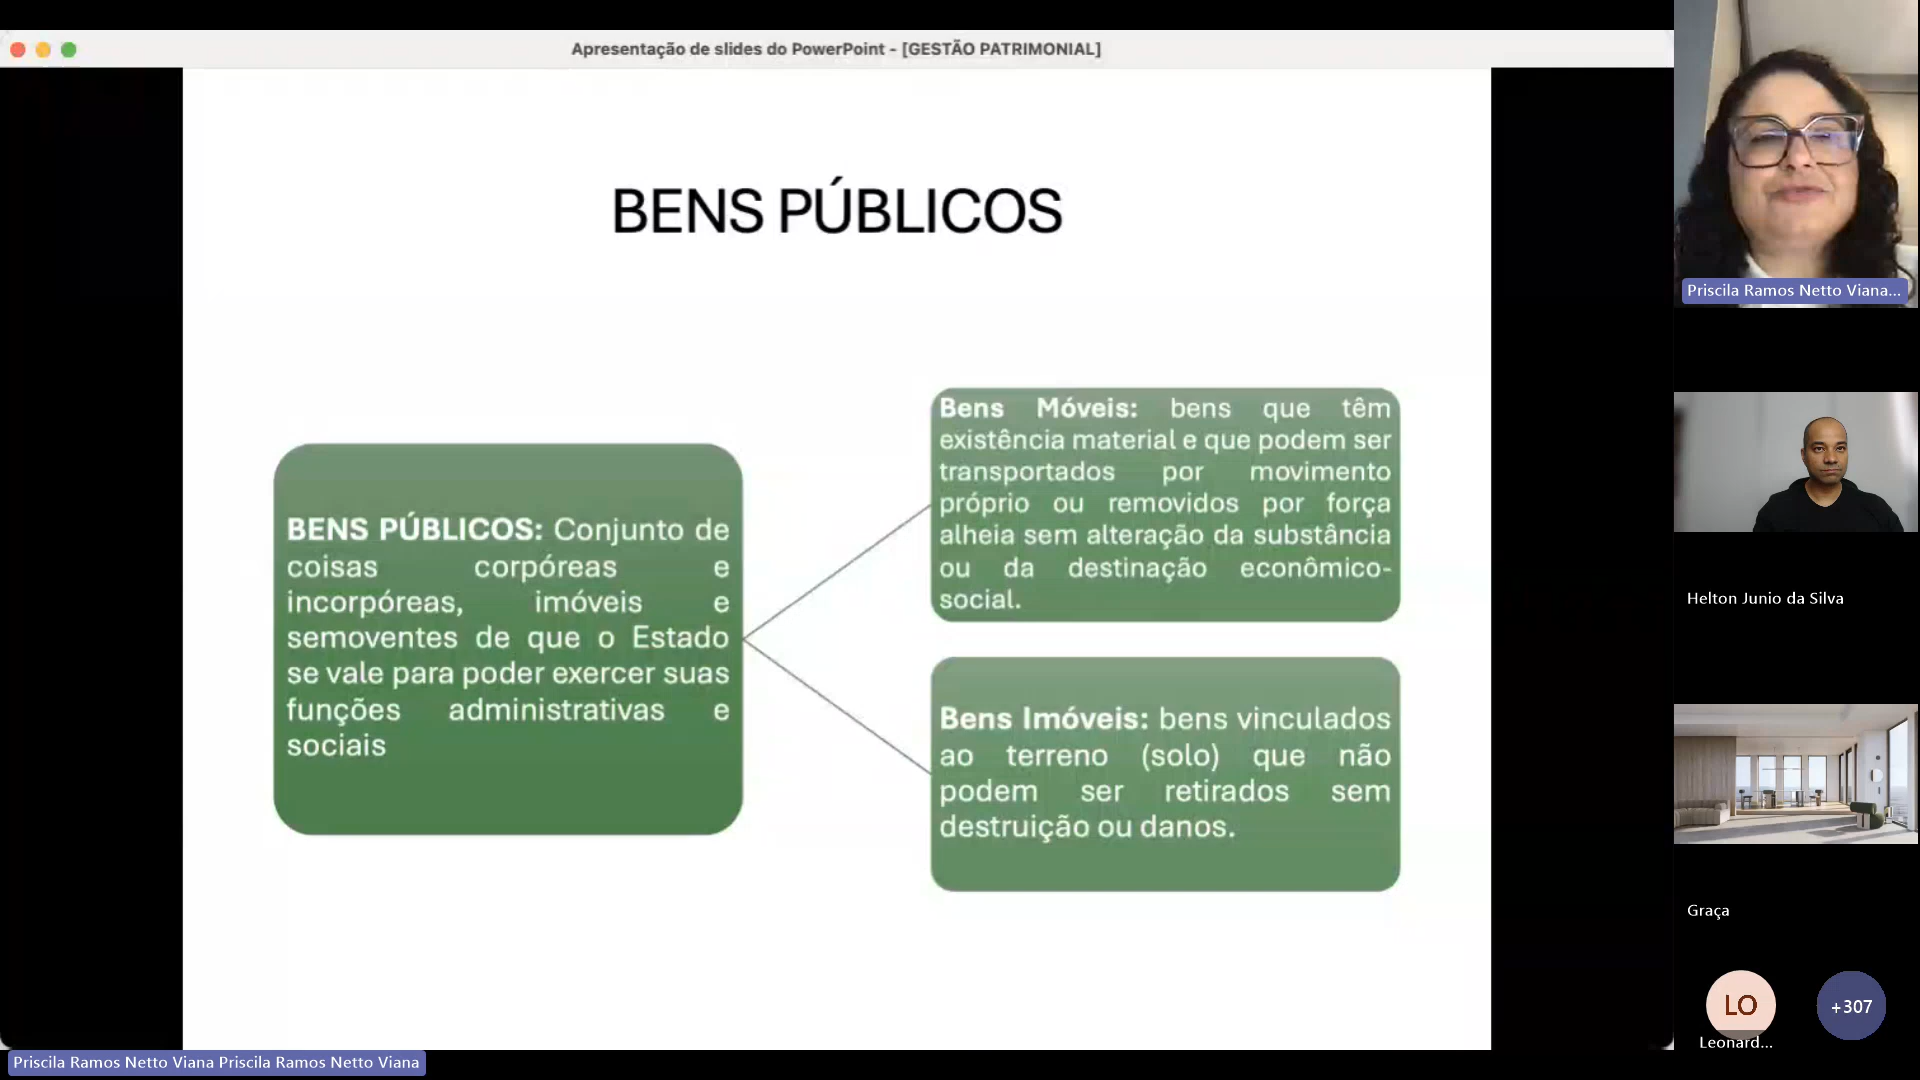 Apresentação de slides do PowerPoint - [GESTÃO PATRIMONIAL]
BENS PÚBLICOS
BENS PÚBLICOS: Conjunto de
coisas corpóreas e
incorpóreas, imóveis e
semoventes de que o Estado
se vale para poder exercer suas
funções administrativas e
sociais
Bens Móveis: bens que têm
existência material e que podem ser
transportados por movimento
próprio ou removidos por força
alheia sem alteração da substância
ou da destinação econômico-
social.
Bens Imóveis: bens vinculados
ao terreno (solo) que não
podem ser retirados sem
destruição ou danos.
Priscila Ramos Netto Viana...
Helton Junio da Silva
Graça
LO
+307
Leonard...
Priscila Ramos Netto Viana Priscila Ramos Netto Viana